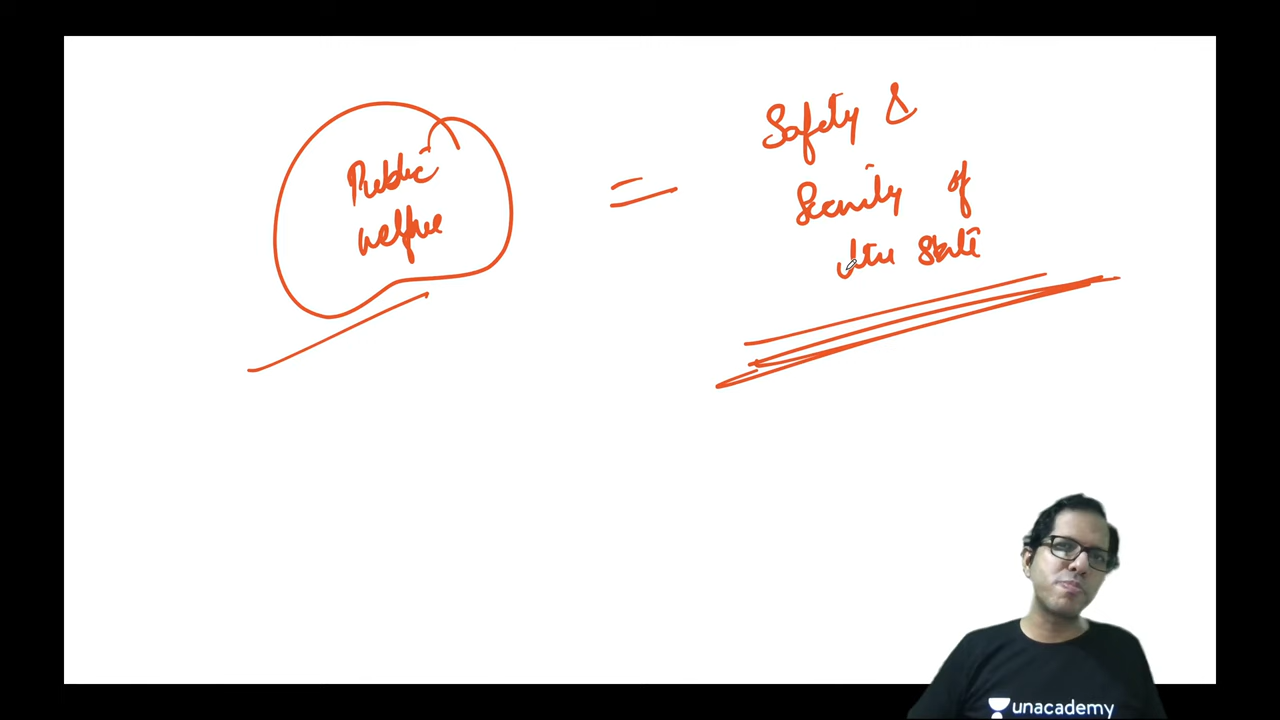 Public
welfare
=
Safety &
Security of
the State
unacademy